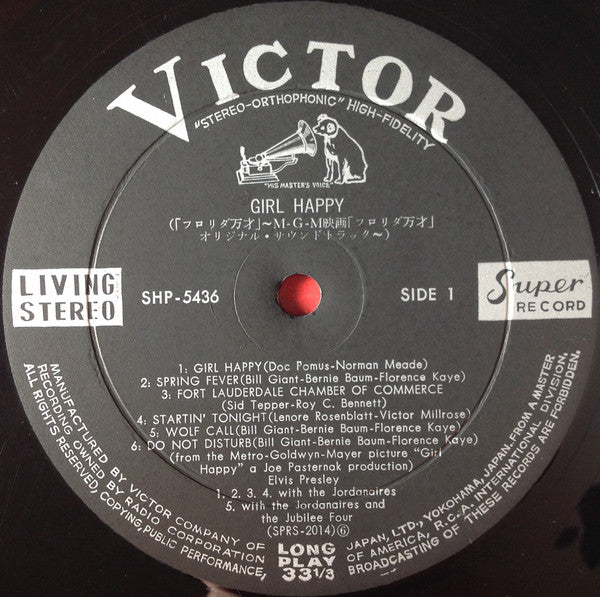 VICTOR
"STEREO-ORTHOPHONIC" HIGH-FIDELITY
"HIS MASTER'S VOICE"
GIRL HAPPY
(「フロリダ万才」～M-G-M映画「フロリダ万才」
オリジナル・サウンドトラック～)
LIVING
STEREO
SHP-5436
SIDE 1
Super
RECORD
1: GIRL HAPPY(Doc Pomus-Norman Meade)
2: SPRING FEVER(Bill Giant-Bernie Baum-Florence Kaye)
3: FORT LAUDERDALE CHAMBER OF COMMERCE
(Sid Tepper-Roy C. Bennett)
4: STARTIN' TONIGHT(Lenore Rosenblatt-Victor Millrose)
5: WOLF CALL(Bill Giant-Bernie Baum-Florence Kaye)
6: DO NOT DISTURB(Bill Giant-Bernie Baum-Florence Kaye)
(from the Metro-Goldwyn-Mayer picture "Girl
Happy" a Joe Pasternak production)
Elvis Presley
1. 2. 3. 4. with the Jordanaires
5. with the Jordanaires and
the Jubilee Four
(SPRS-2014)⑥
LONG
PLAY
33 1/3
MANUFACTURED BY VICTOR COMPANY OF JAPAN, LTD., YOKOHAMA, JAPAN. FROM A MASTER
RECORDING OWNED BY RADIO CORPORATION OF AMERICA, R.C.A. INTERNATIONAL DIVISION.
ALL RIGHTS RESERVED, COPYING, PUBLIC PERFORMANCE, BROADCASTING OF THESE RECORDS ARE FORBIDDEN.